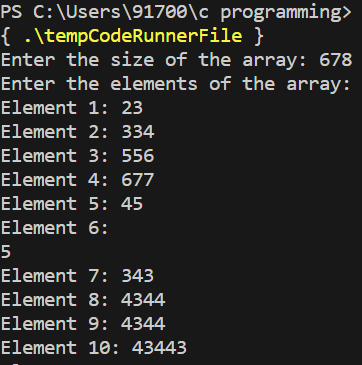 PS C:\Users\91700\c programming>
{ .\tempCodeRunnerFile }
Enter the size of the array: 678
Enter the elements of the array:
Element 1: 23
Element 2: 334
Element 3: 556
Element 4: 677
Element 5: 45
Element 6:
5
Element 7: 343
Element 8: 4344
Element 9: 4344
Element 10: 43443